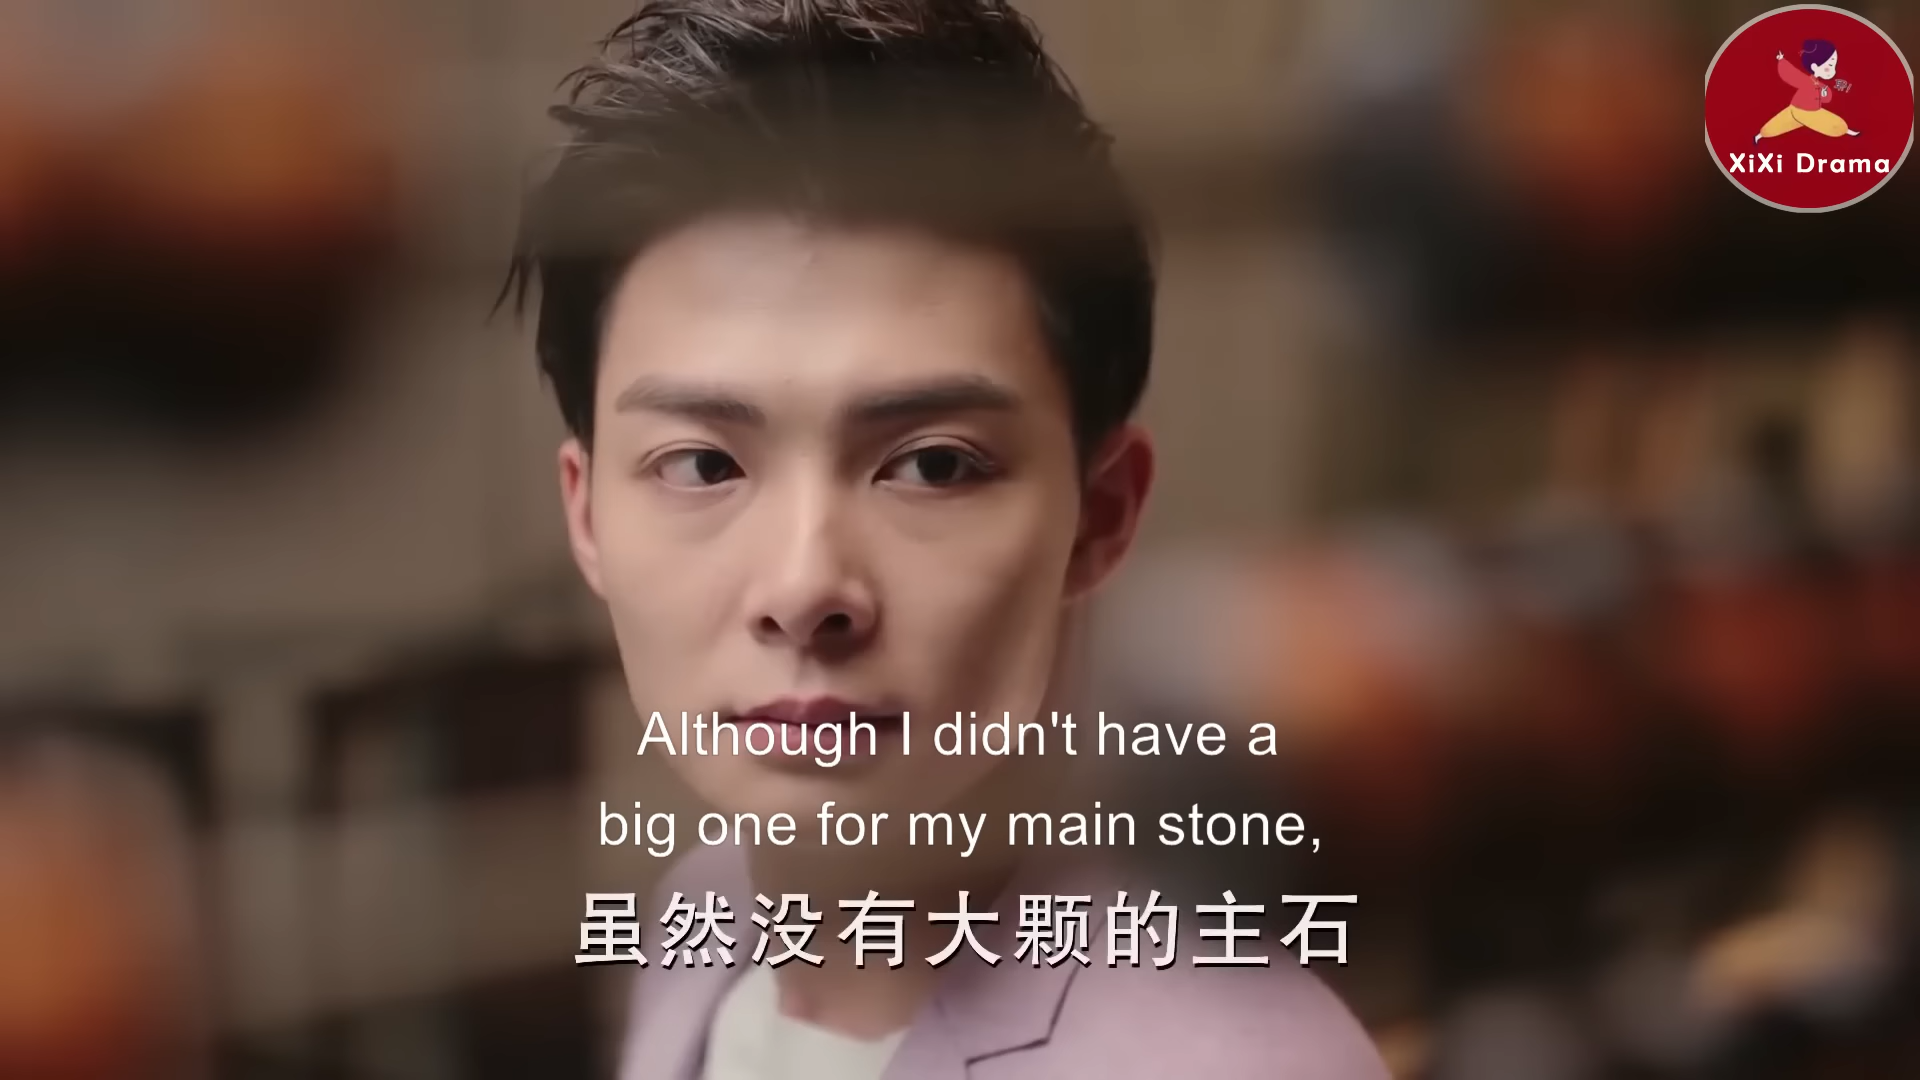 XiXi Drama
Although I didn't have a
big one for my main stone,
虽然没有大颗的主石